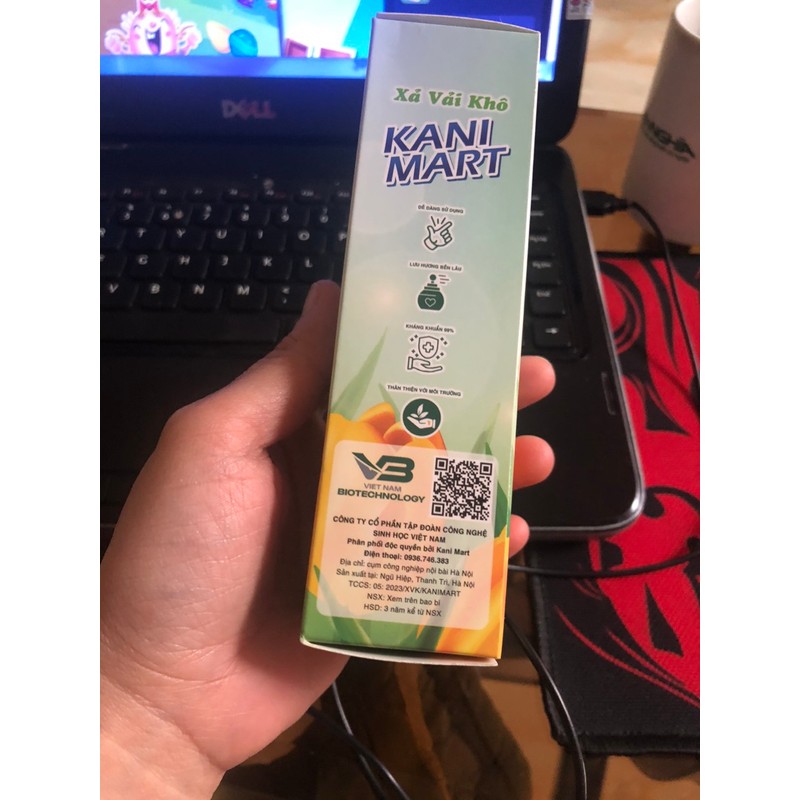 DELL
Xả Vải Khô
KANI
MART
DỄ DÀNG SỬ DỤNG
LƯU HƯƠNG BỀN LÂU
KHÁNG KHUẨN 99%
THÂN THIỆN VỚI MÔI TRƯỜNG
VB
VIET NAM
BIOTECHNOLOGY
CÔNG TY CỔ PHẦN TẬP ĐOÀN CÔNG NGHỆ
SINH HỌC VIỆT NAM
Phân phối độc quyền bởi Kani Mart
Điện thoại: 0936.746.383
Địa chỉ: cụm công nghiệp nội bài Hà Nội
Sản xuất tại: Ngũ Hiệp, Thanh Trì, Hà Nội
TCCS: 05: 2023/XVK/KANIMART
NSX: Xem trên bao bì
HSD: 3 năm kể từ NSX